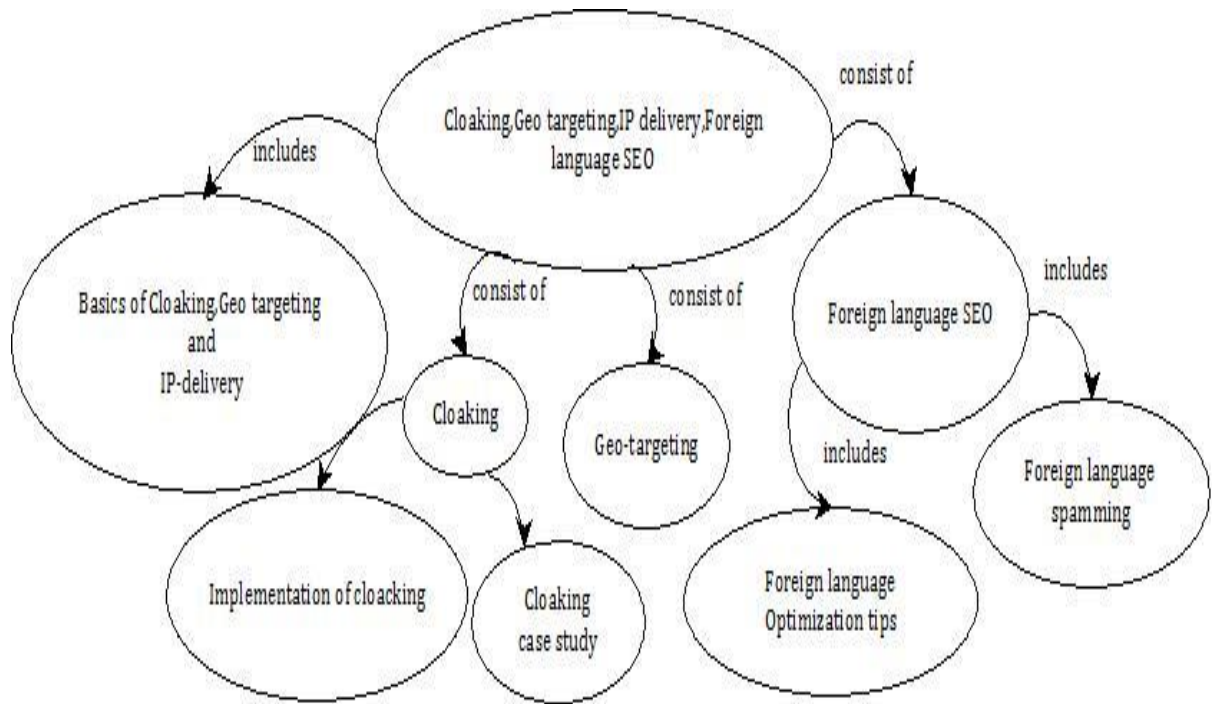 consist of
Cloaking,Geo targeting,IP delivery,Foreign
language SEO
includes
includes
consist of
consist of
Basics of Cloaking,Geo targeting
and
IP-delivery
Foreign language SEO
Cloaking
Geo-targeting
includes
Foreign language
spamming
Implementation of cloacking
Cloaking
case study
Foreign language
Optimization tips